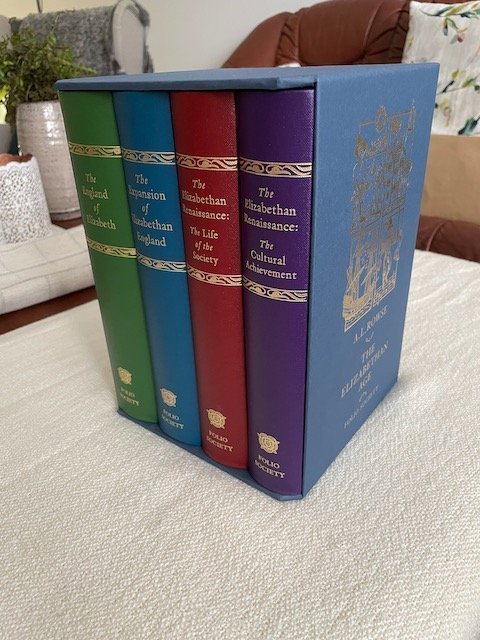 The
England
of
Elizabeth
FOLIO
SOCIETY
The
Expansion
of
Elizabethan
England
FOLIO
SOCIETY
The
Elizabethan
Renaissance:
The Life
of the
Society
FOLIO
SOCIETY
The
Elizabethan
Renaissance:
The
Cultural
Achievement
FOLIO
SOCIETY
A.L. ROWSE
THE
ELIZABETHAN
AGE
FOLIO SOCIETY